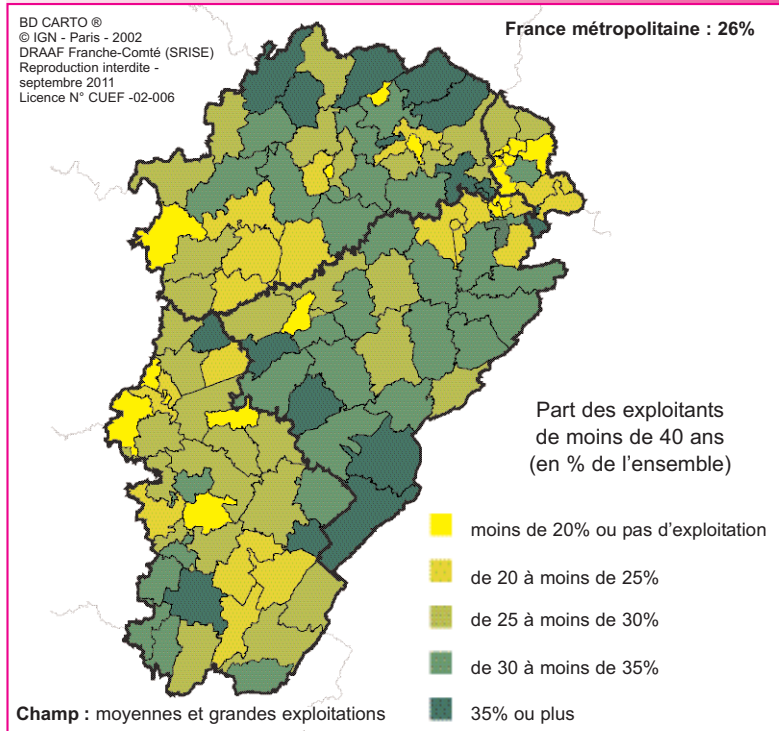 BD CARTO ®
© IGN - Paris - 2002
DRAAF Franche-Comté (SRISE)
Reproduction interdite -
septembre 2011
Licence N° CUEF -02-006
France métropolitaine : 26%
Part des exploitants
de moins de 40 ans
(en % de l'ensemble)
moins de 20% ou pas d'exploitation
de 20 à moins de 25%
de 25 à moins de 30%
de 30 à moins de 35%
35% ou plus
Champ : moyennes et grandes exploitations